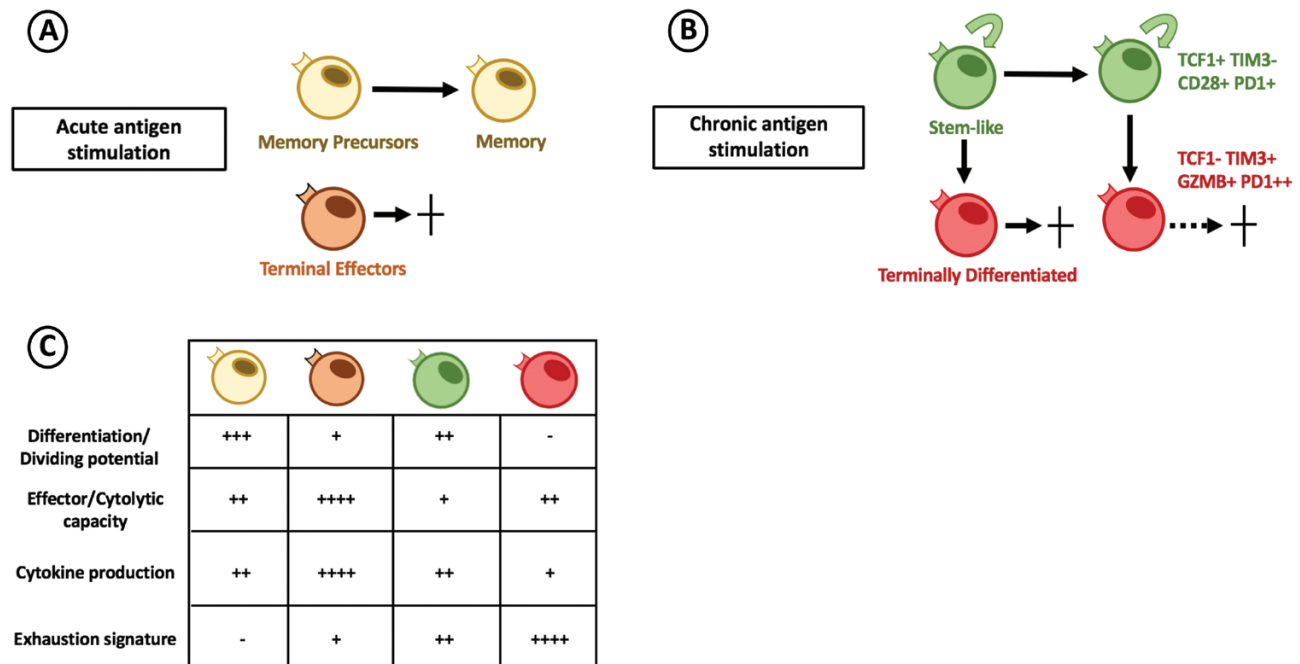 A
Acute antigen
stimulation
Memory Precursors
Memory
Terminal Effectors
B
Chronic antigen
stimulation
Stem-like
TCF1+ TIM3-
CD28+ PD1+
TCF1- TIM3+
GZMB+ PD1++
Terminally Differentiated
C
Differentiation/
Dividing potential
+++ + ++ -
Effector/Cytolytic
capacity
++ ++++ + ++
Cytokine production ++ ++++ ++ +
Exhaustion signature - + ++ ++++